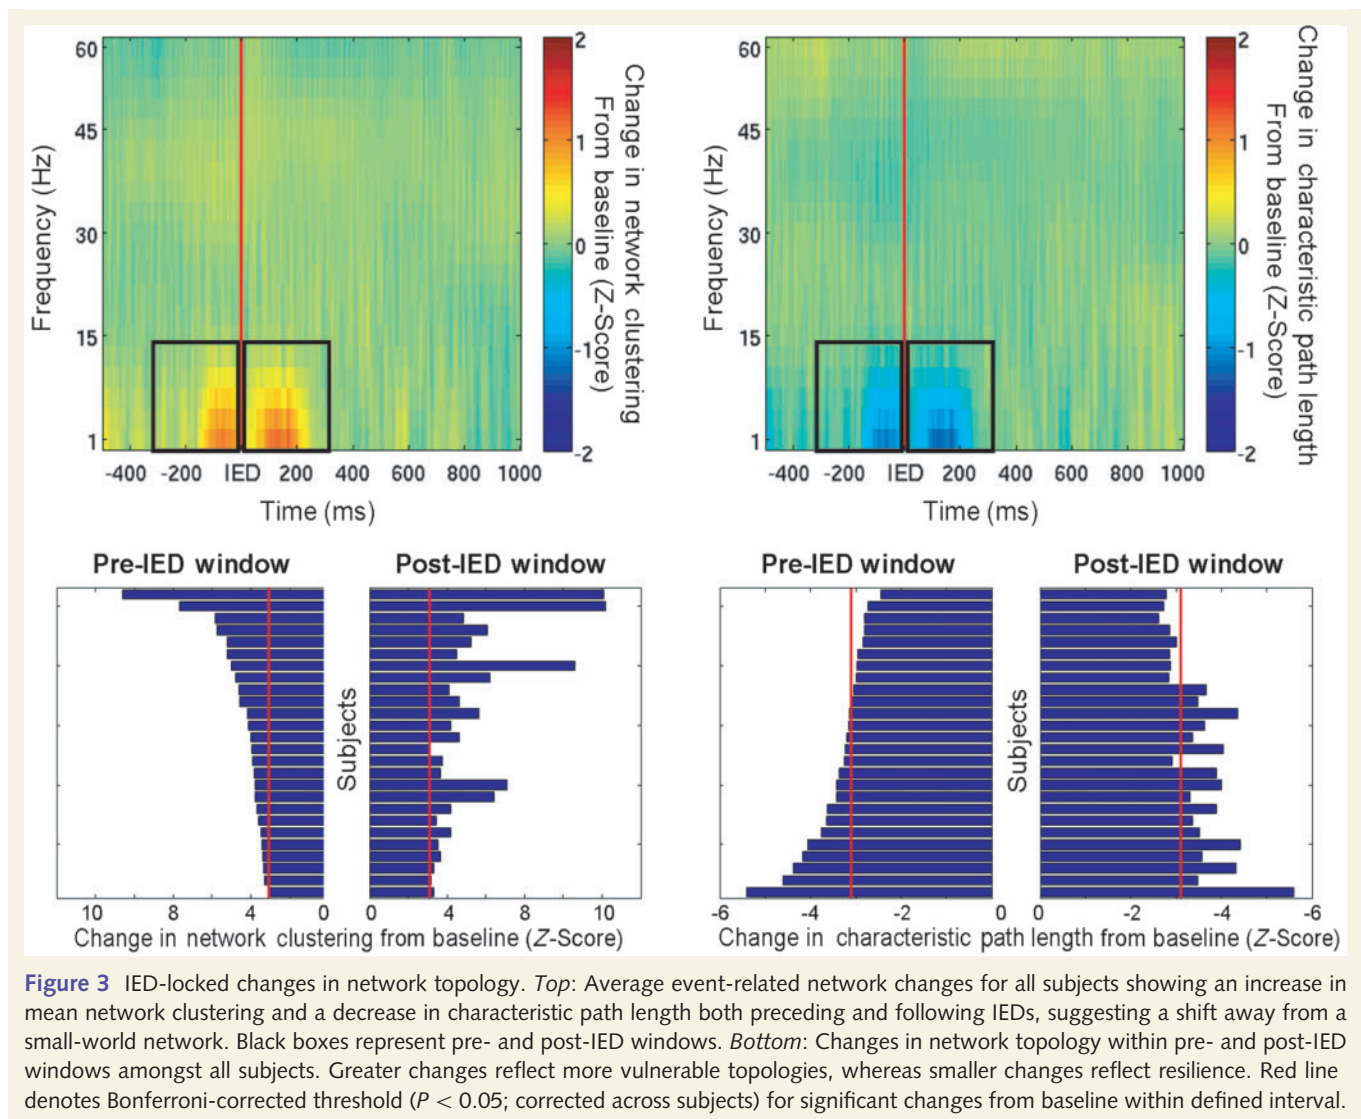 60
45
30
15
1
Frequency (Hz)
-400 -200 IED 200 400 600 800 1000
Time (ms)
2
1
0
-1
-2
Change in network clustering
From baseline (Z-Score)
60
45
30
15
1
Frequency (Hz)
-400 -200 IED 200 400 600 800 1000
Time (ms)
2
1
0
-1
-2
Change in characteristic path length
From baseline (Z-Score)
Pre-IED window
Post-IED window
Subjects
10 8 4 0
0 4 8 10
Change in network clustering from baseline (Z-Score)
Pre-IED window
Post-IED window
Subjects
-6 -4 -2 0
0 -2 -4 -6
Change in characteristic path length from baseline (Z-Score)
Figure 3 IED-locked changes in network topology. Top: Average event-related network changes for all subjects showing an increase in
mean network clustering and a decrease in characteristic path length both preceding and following IEDs, suggesting a shift away from a
small-world network. Black boxes represent pre- and post-IED windows. Bottom: Changes in network topology within pre- and post-IED
windows amongst all subjects. Greater changes reflect more vulnerable topologies, whereas smaller changes reflect resilience. Red line
denotes Bonferroni-corrected threshold (P < 0.05; corrected across subjects) for significant changes from baseline within defined interval.